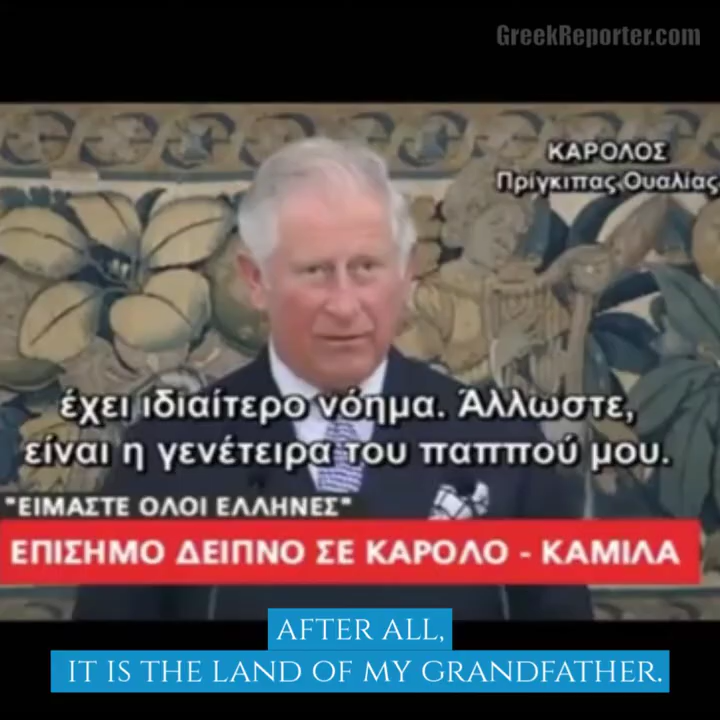 GreekReporter.com
ΚΑΡΟΛΟΣ
Πρίγκιπας Ουαλίας
έχει ιδιαίτερο νόημα. Άλλωστε,
είναι η γενέτειρα του παππού μου.
"ΕΙΜΑΣΤΕ ΟΛΟΙ ΕΛΛΗΝΕΣ"
ΕΠΙΣΗΜΟ ΔΕΙΠΝΟ ΣΕ ΚΑΡΟΛΟ - ΚΑΜΙΛΑ
AFTER ALL,
IT IS THE LAND OF MY GRANDFATHER.